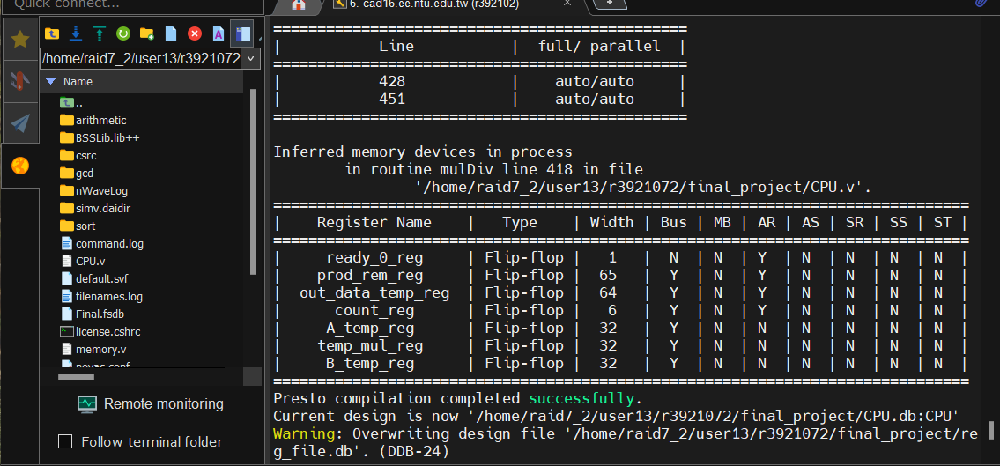 Quick connect...
6. cad16.ee.ntu.edu.tw (r392102)
/home/raid7_2/user13/r3921072
Name
..
arithmetic
BSSLib.lib++
csrc
gcd
nWaveLog
simv.daidir
sort
command.log
CPU.v
default.svf
filenames.log
Final.fsdb
license.cshrc
memory.v
novas.conf
Remote monitoring
Follow terminal folder
===============================================
| Line | full/ parallel |
===============================================
| 428 | auto/auto |
| 451 | auto/auto |
===============================================
Inferred memory devices in process
in routine mulDiv line 418 in file
'/home/raid7_2/user13/r3921072/final_project/CPU.v'.
===============================================================================
| Register Name | Type | Width | Bus | MB | AR | AS | SR | SS | ST |
===============================================================================
| ready_0_reg | Flip-flop | 1 | N | N | Y | N | N | N | N |
| prod_rem_reg | Flip-flop | 65 | Y | N | Y | N | N | N | N |
| out_data_temp_reg | Flip-flop | 64 | Y | N | Y | N | N | N | N |
| count_reg | Flip-flop | 6 | Y | N | Y | N | N | N | N |
| A_temp_reg | Flip-flop | 32 | Y | N | N | N | N | N | N |
| temp_mul_reg | Flip-flop | 32 | Y | N | N | N | N | N | N |
| B_temp_reg | Flip-flop | 32 | Y | N | N | N | N | N | N |
===============================================================================
Presto compilation completed successfully.
Current design is now '/home/raid7_2/user13/r3921072/final_project/CPU.db:CPU'
Warning: Overwriting design file '/home/raid7_2/user13/r3921072/final_project/re
g_file.db'. (DDB-24)